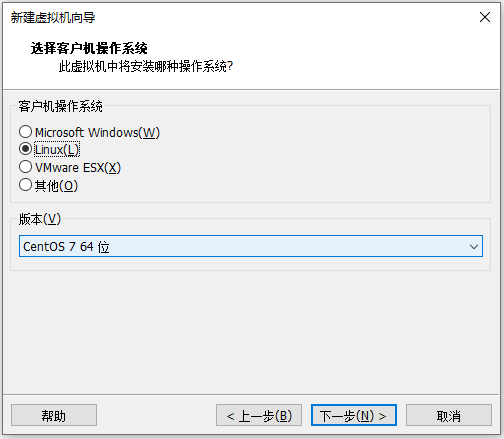 新建虚拟机向导
选择客户机操作系统
此虚拟机中将安装哪种操作系统?
客户机操作系统
Microsoft Windows(W)
Linux(L)
VMware ESX(X)
其他(O)
版本(V)
CentOS 7 64 位
帮助
< 上一步(B)
下一步(N) >
取消